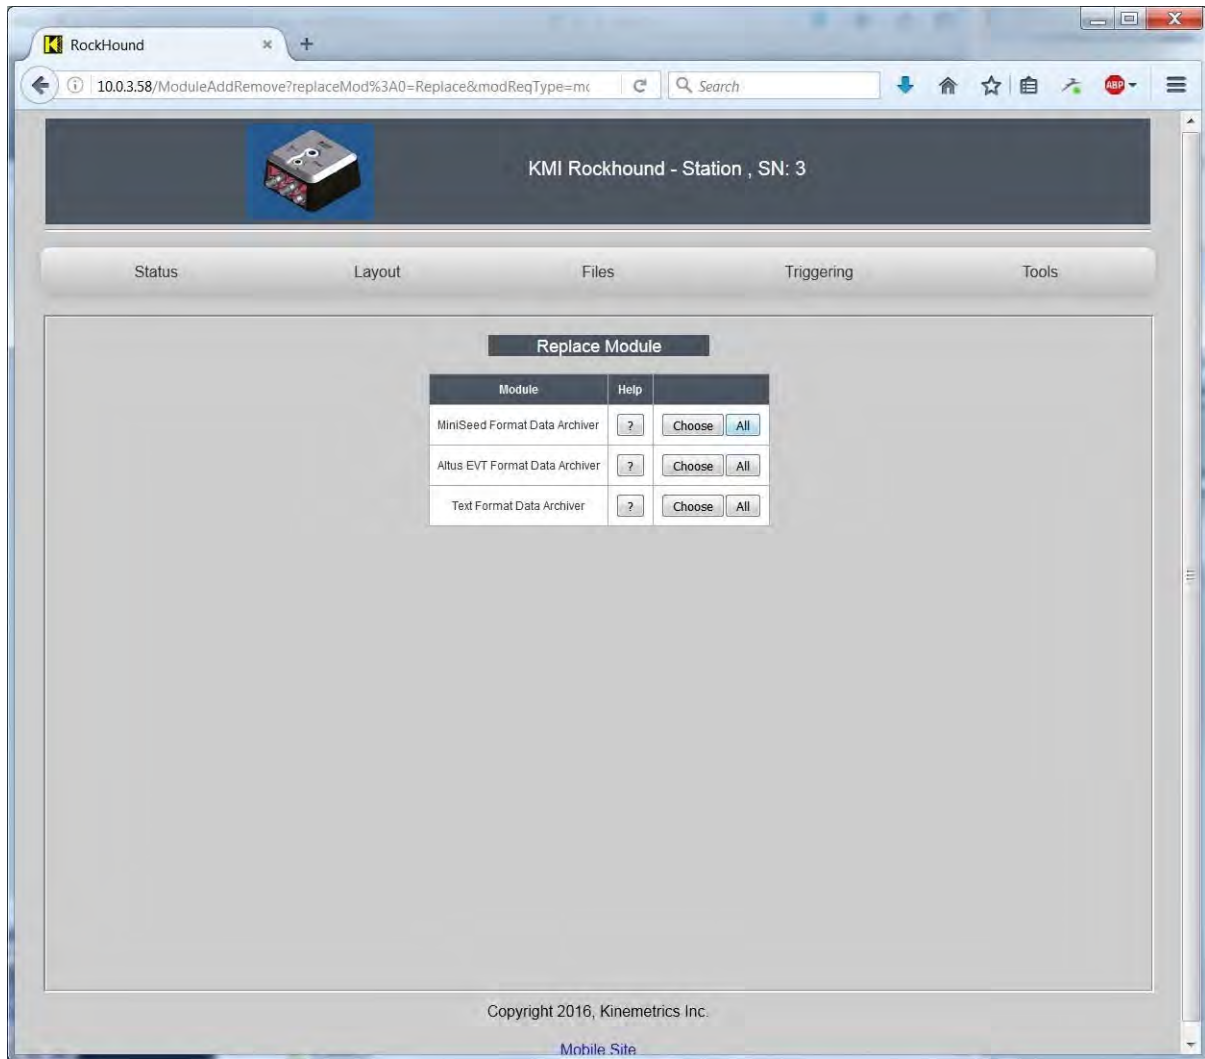 RockHound
10.0.3.58/ModuleAddRemove?replaceMod%3A0=Replace&modReqType=mo
Search
ABP
KMI Rockhound - Station , SN: 3
Status Layout Files Triggering Tools
Replace Module
Module Help
MiniSeed Format Data Archiver ? Choose All
Altus EVT Format Data Archiver ? Choose All
Text Format Data Archiver ? Choose All
Copyright 2016, Kinemetrics Inc.
Mobile Site